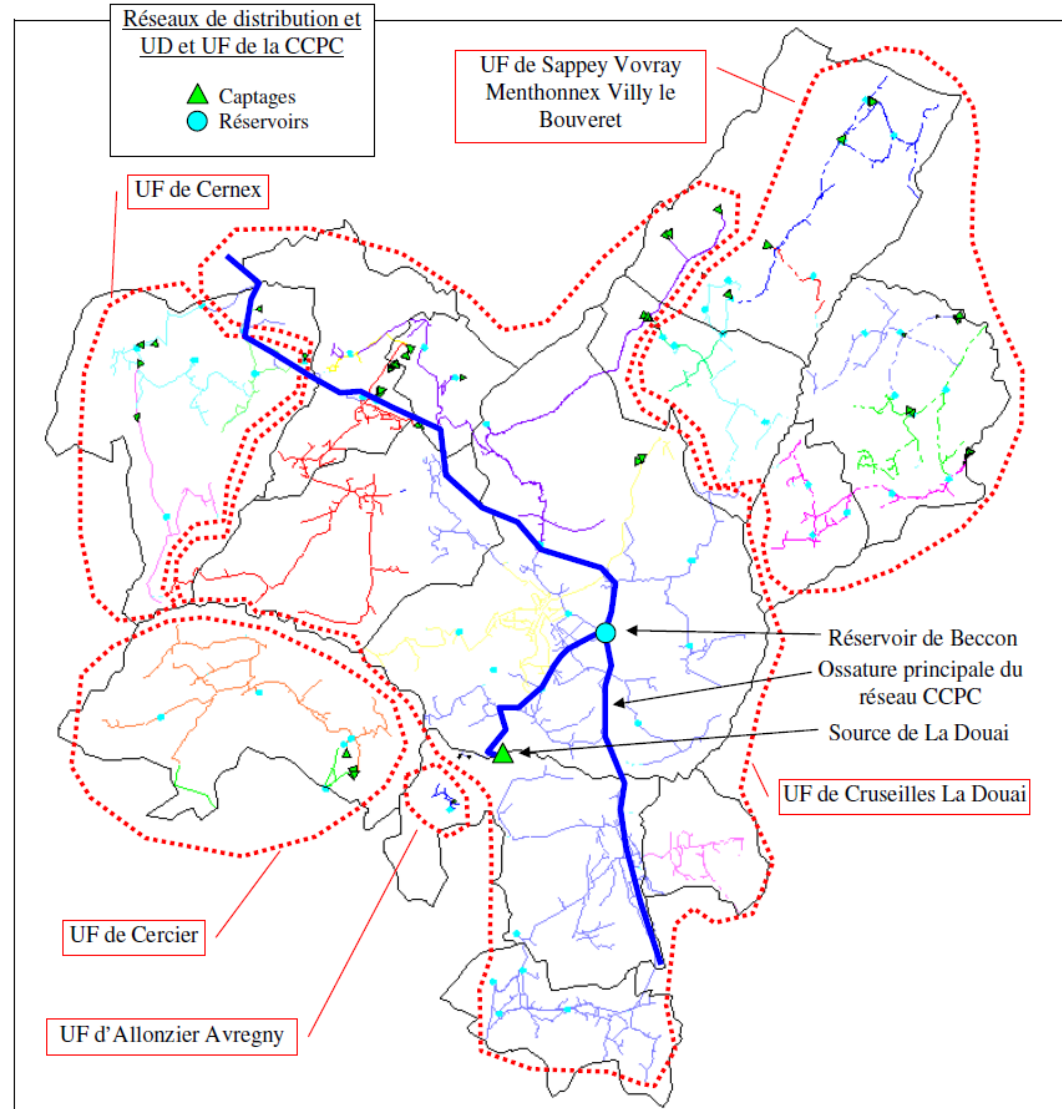 Réseaux de distribution et
UD et UF de la CCPC
Captages
Réservoirs
UF de Sappey Vovray
Menthonnex Villy le
Bouveret
UF de Cernex
Réservoir de Beccon
Ossature principale du
réseau CCPC
Source de La Douai
UF de Cruseilles La Douai
UF de Cercier
UF d'Allonzier Avregny